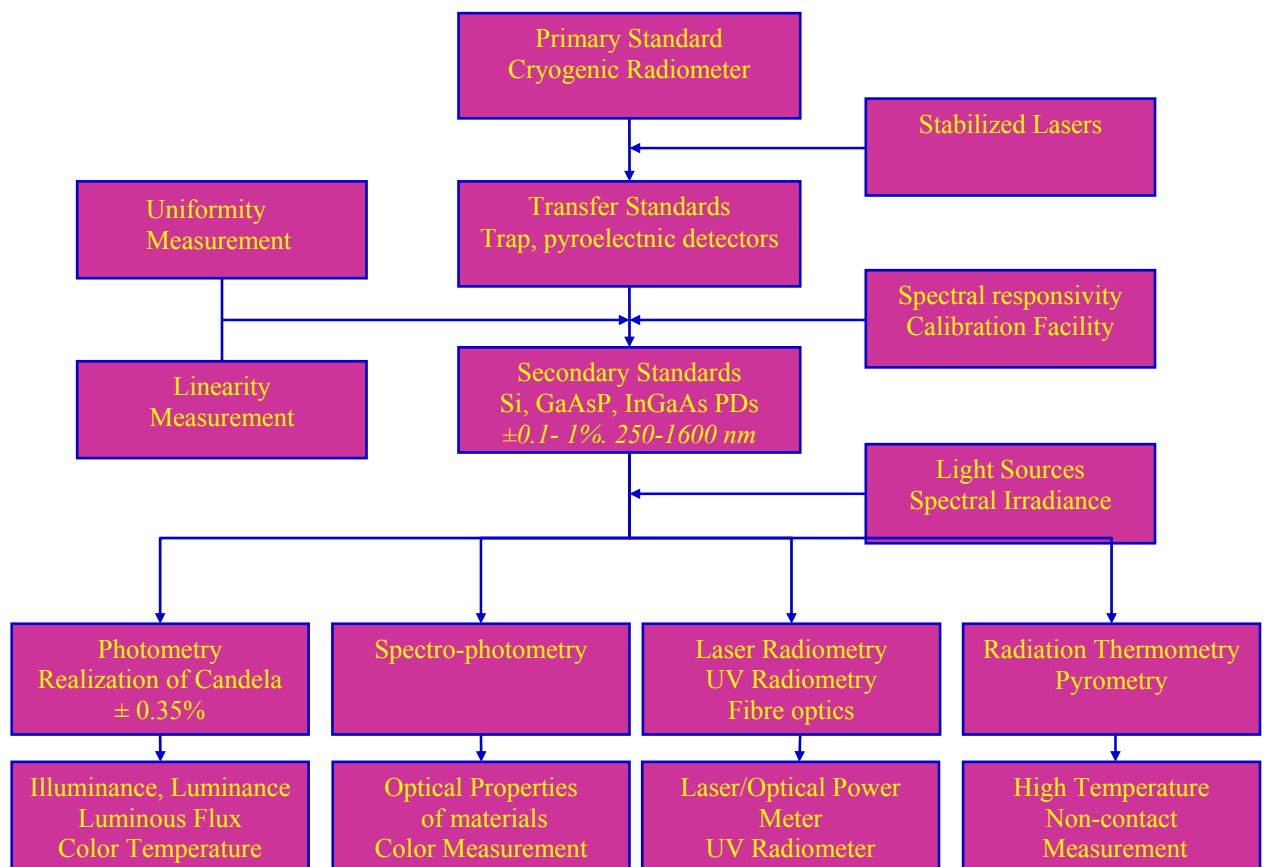 Primary Standard
Cryogenic Radiometer
Stabilized Lasers
Uniformity
Measurement
Transfer Standards
Trap, pyroelectnic detectors
Spectral responsivity
Calibration Facility
Linearity
Measurement
Secondary Standards
Si, GaAsP, InGaAs PDs
±0.1- 1%. 250-1600 nm
Light Sources
Spectral Irradiance
Photometry
Realization of Candela
± 0.35%
Spectro-photometry
Laser Radiometry
UV Radiometry
Fibre optics
Radiation Thermometry
Pyrometry
Illuminance, Luminance
Luminous Flux
Color Temperature
Optical Properties
of materials
Color Measurement
Laser/Optical Power
Meter
UV Radiometer
High Temperature
Non-contact
Measurement